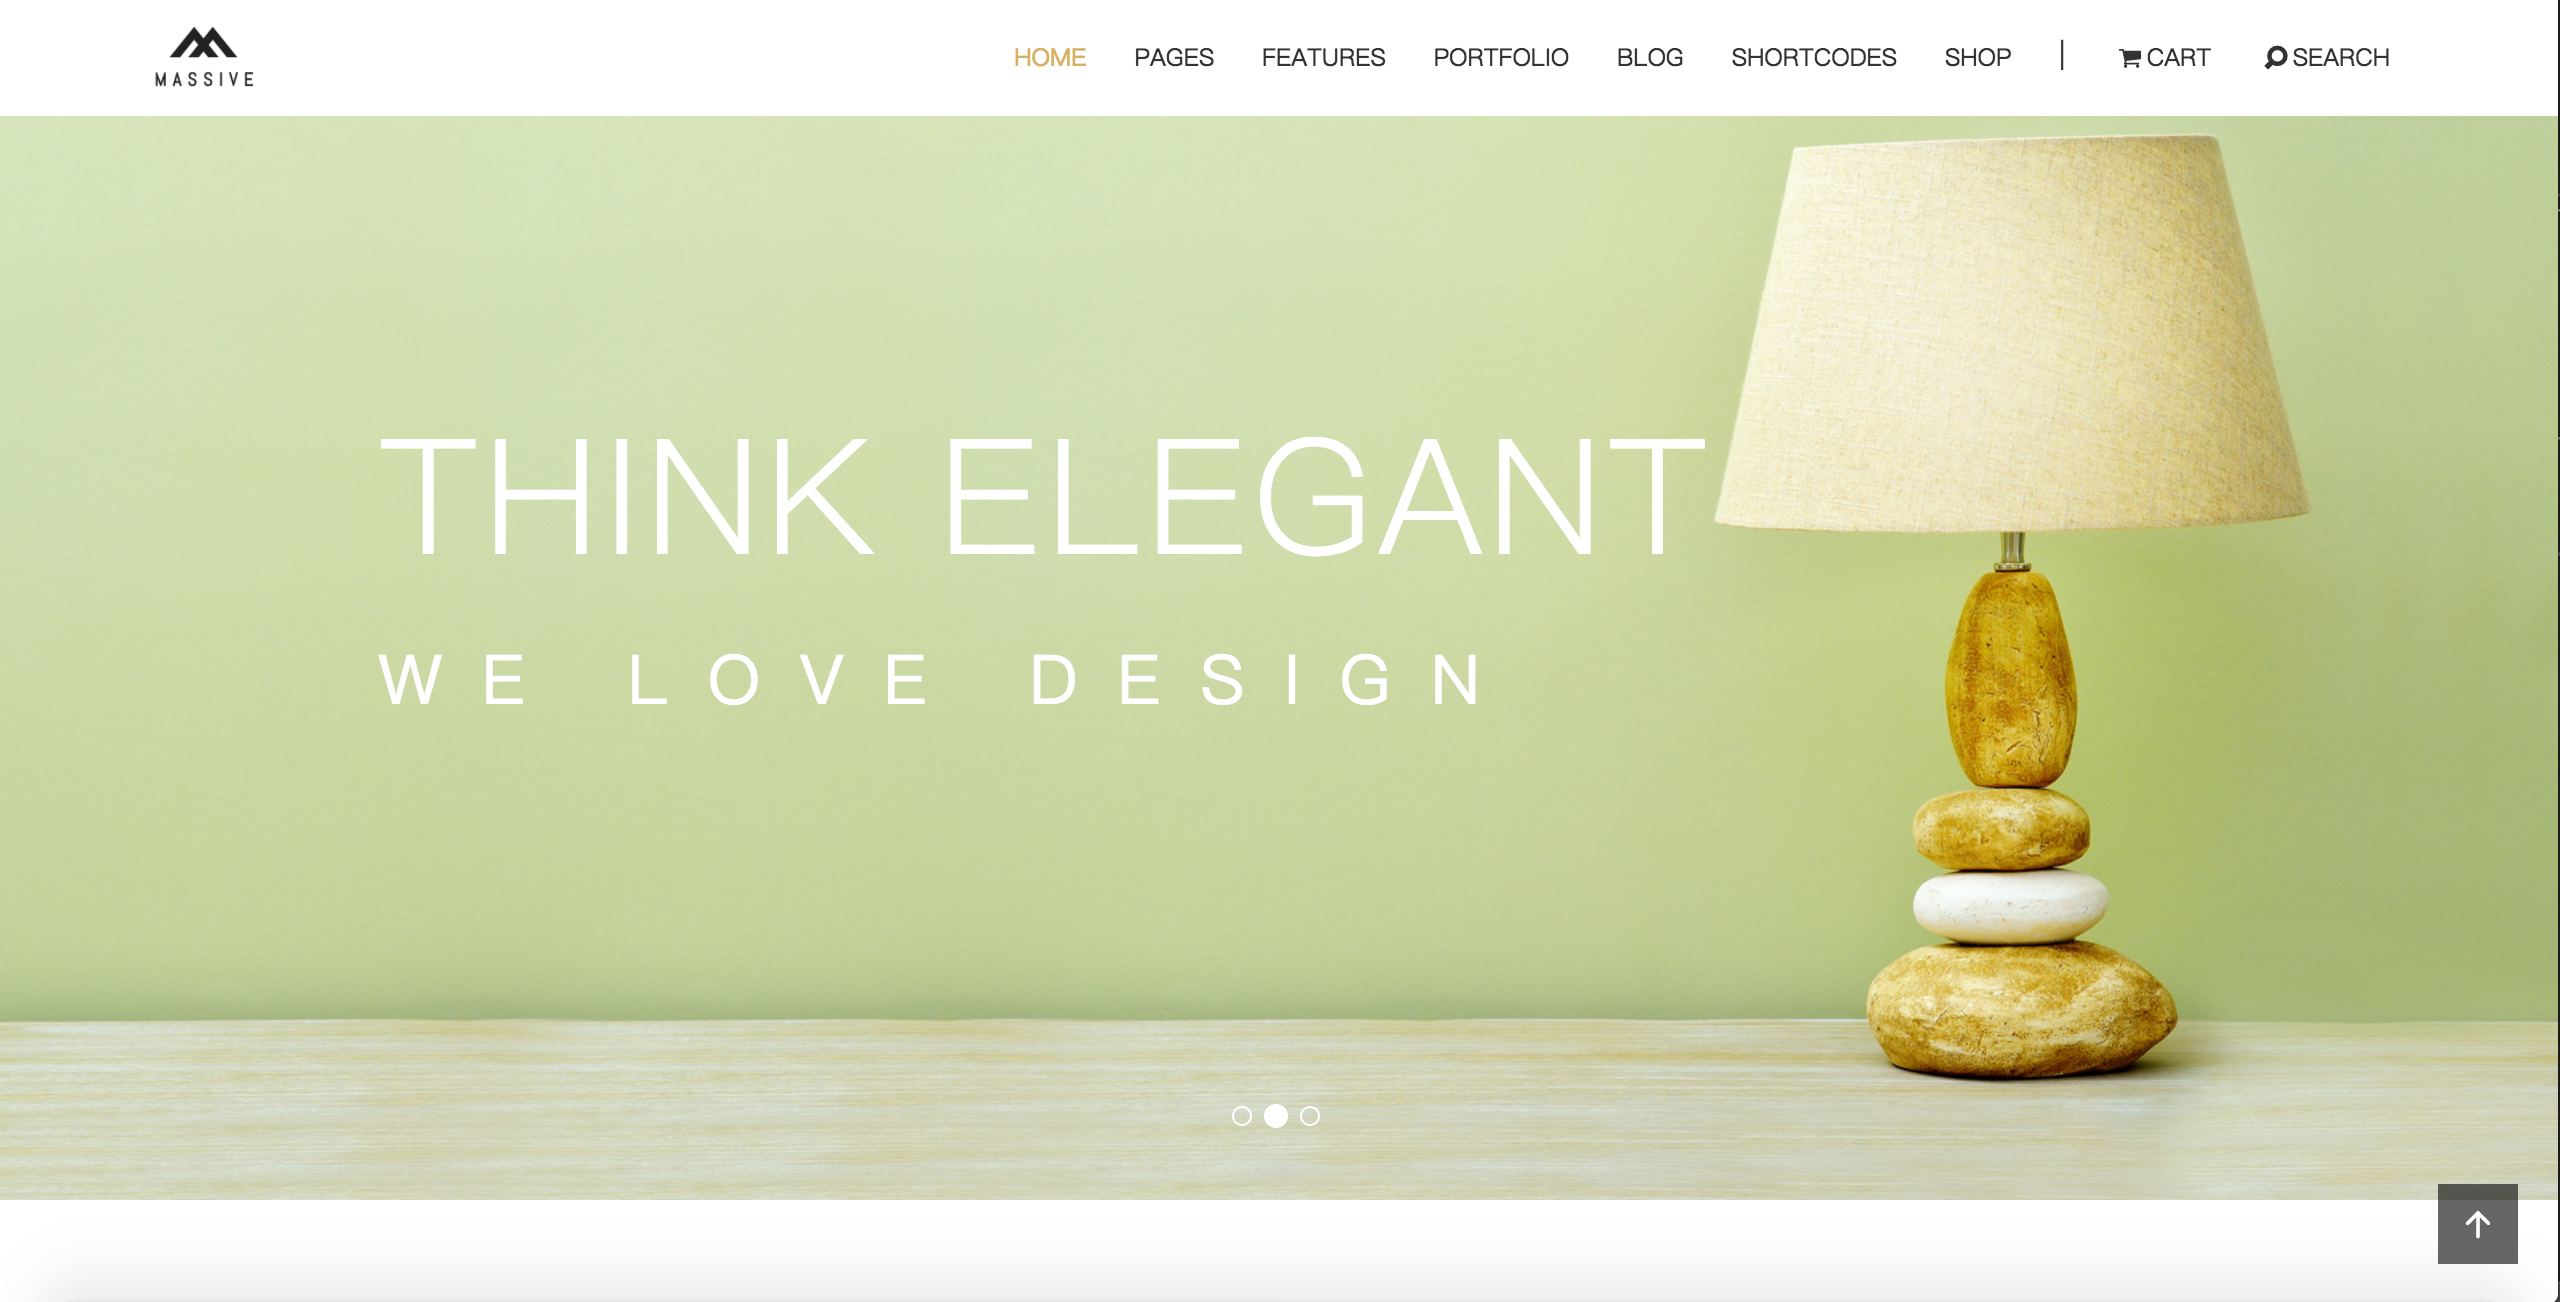 MASSIVE
HOME PAGES FEATURES PORTFOLIO BLOG SHORTCODES SHOP | CART SEARCH
THINK ELEGANT
WE LOVE DESIGN